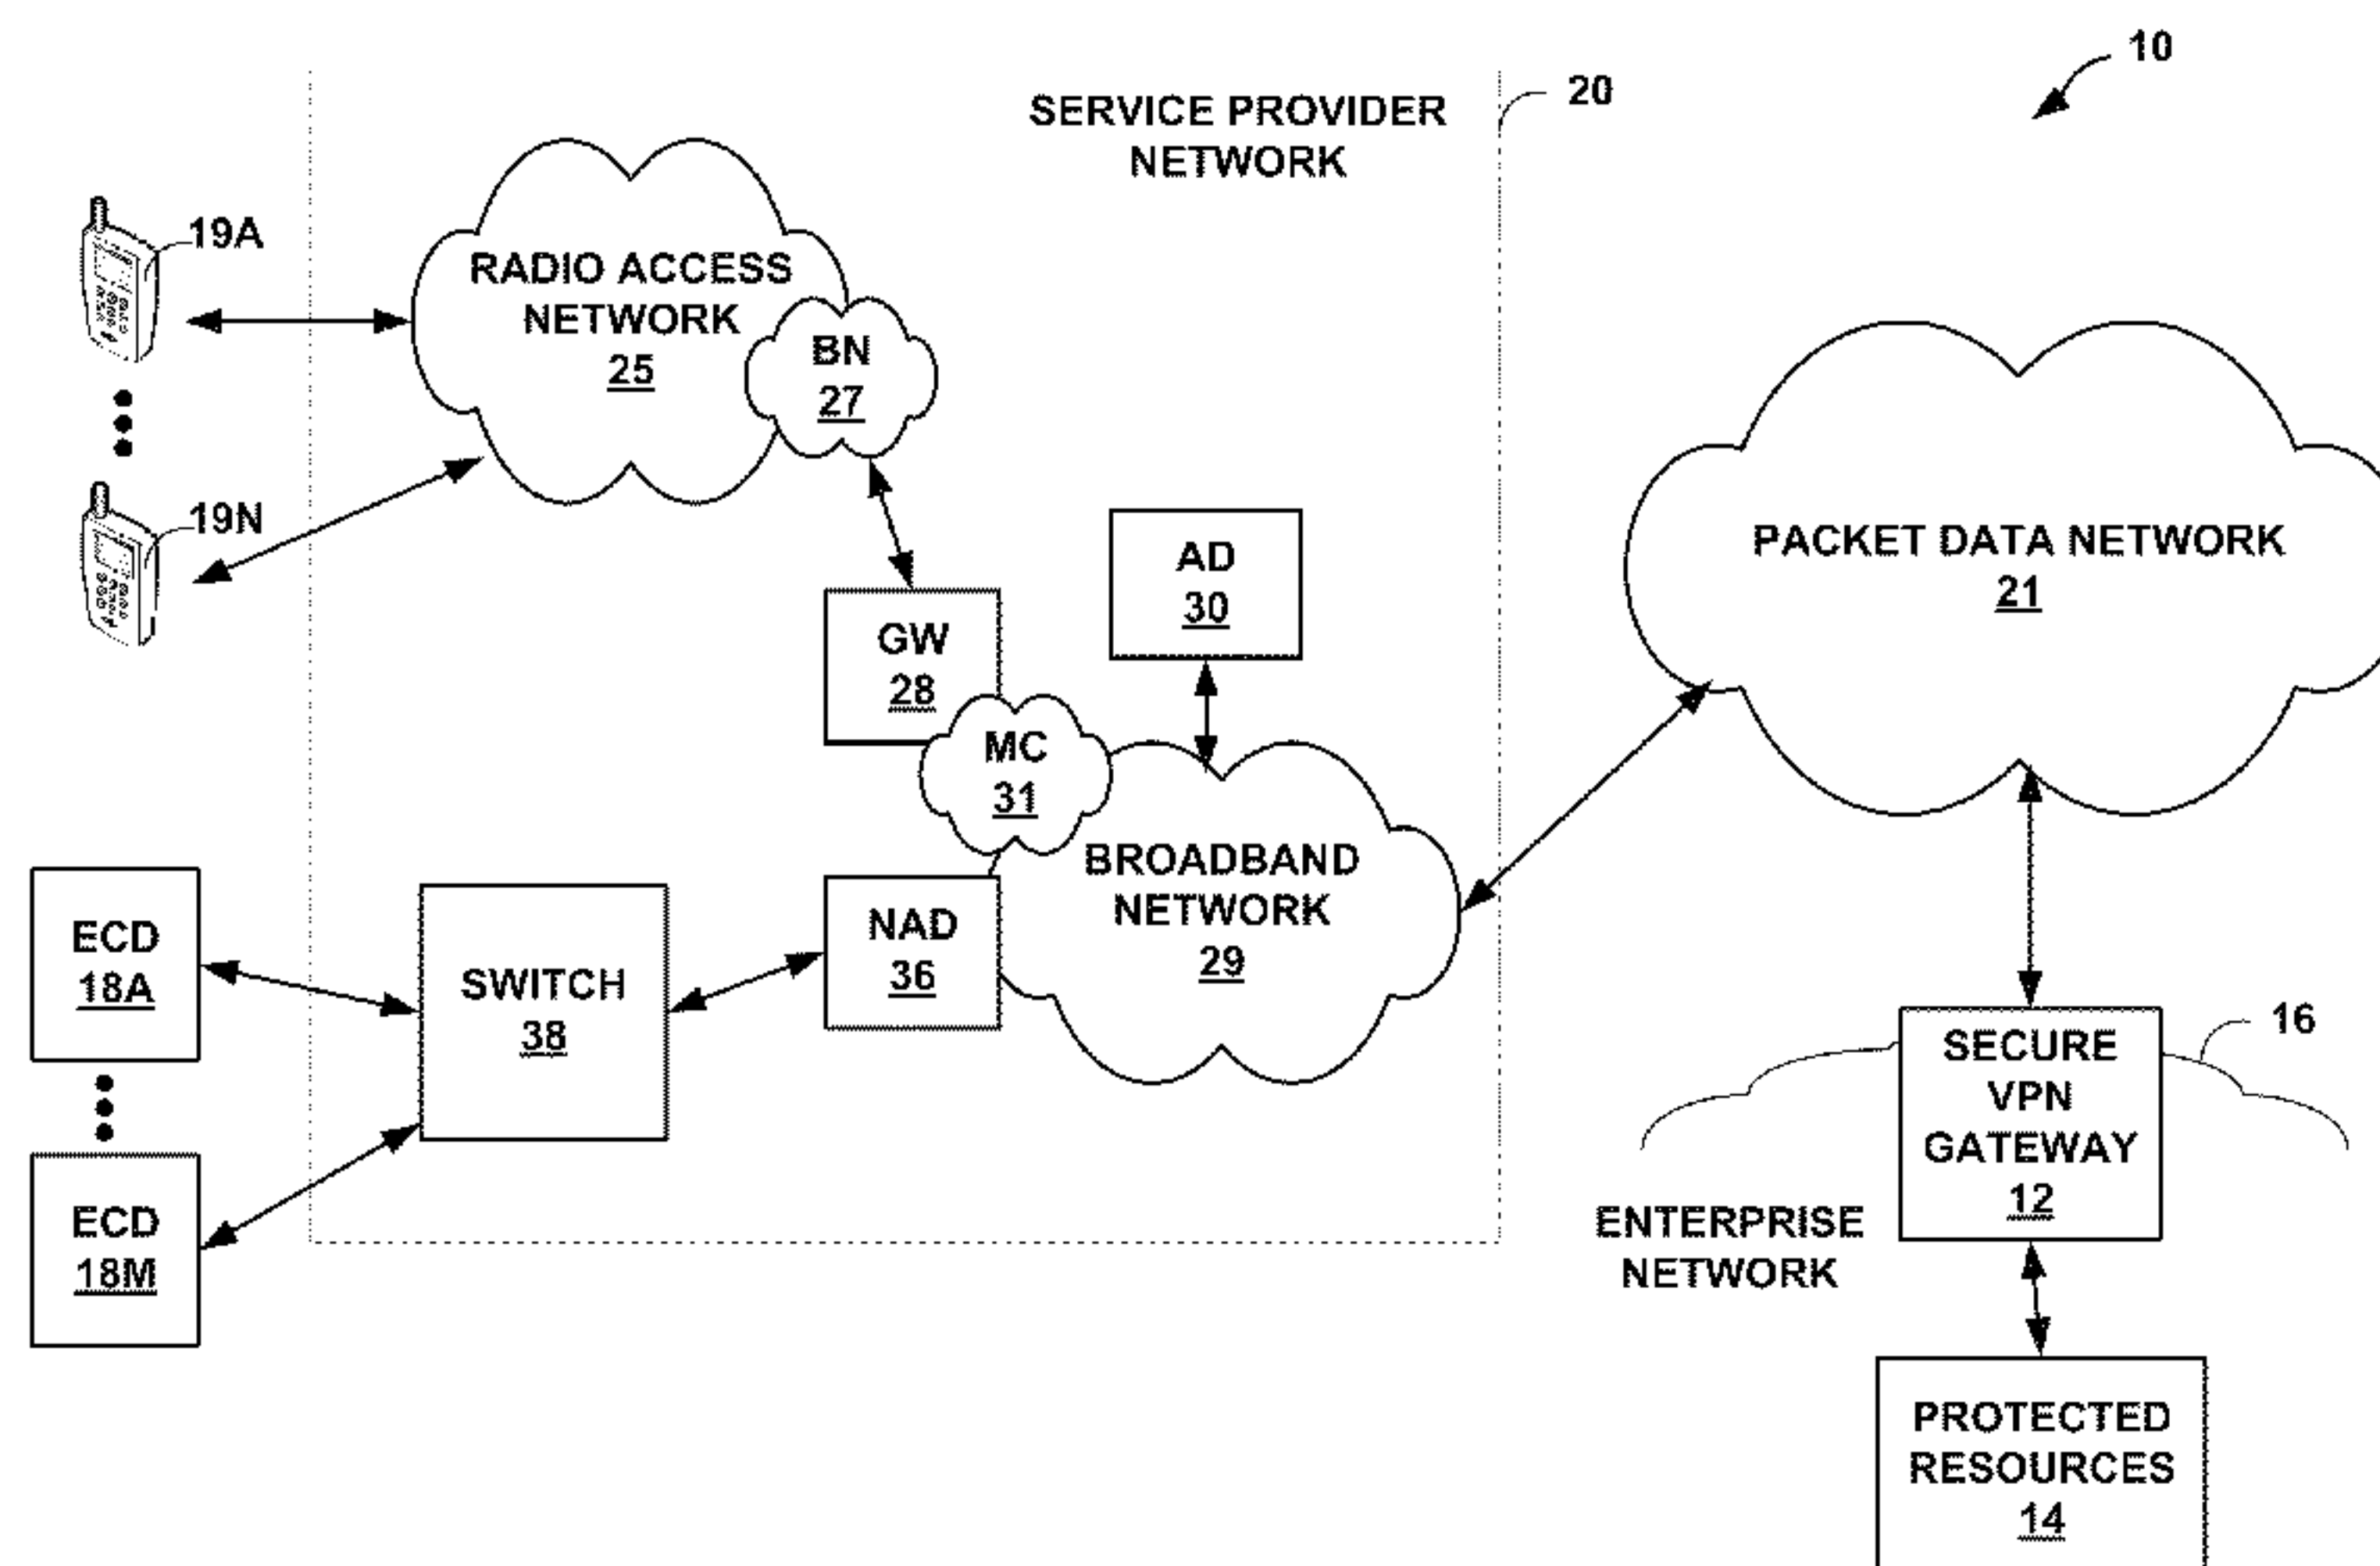 10
20
SERVICE PROVIDER
NETWORK
19A
RADIO ACCESS
NETWORK
25
BN
27
19N
PACKET DATA NETWORK
21
AD
30
GW
28
MC
31
BROADBAND
NETWORK
29
ECD
18A
SWITCH
38
NAD
36
16
SECURE
VPN
GATEWAY
12
ECD
18M
ENTERPRISE
NETWORK
PROTECTED
RESOURCES
14